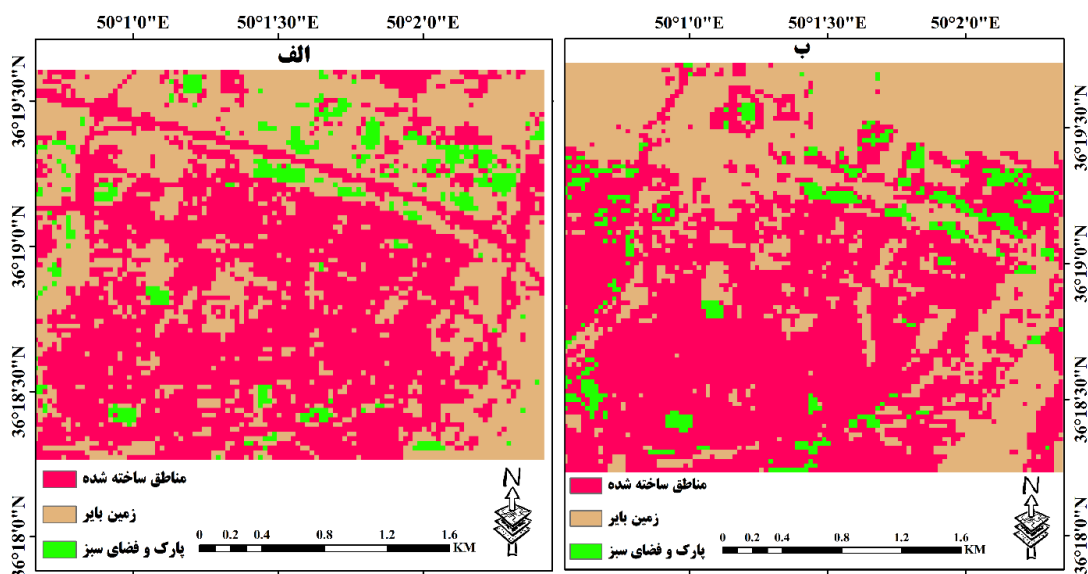 50°1'0"E 50°1'30"E 50°2'0"E
الف
36°19'30"N
36°19'0"N
36°18'30"N
36°18'0"N
مناطق ساخته شده
زمین بایر
پارک و فضای سبز
N
0 0.2 0.4 0.8 1.2 1.6
KM
50°1'0"E 50°1'30"E 50°2'0"E
ب
36°19'30"N
36°19'0"N
36°18'30"N
36°18'0"N
مناطق ساخته شده
زمین بایر
پارک و فضای سبز
N
0 0.2 0.4 0.8 1.2 1.6
KM